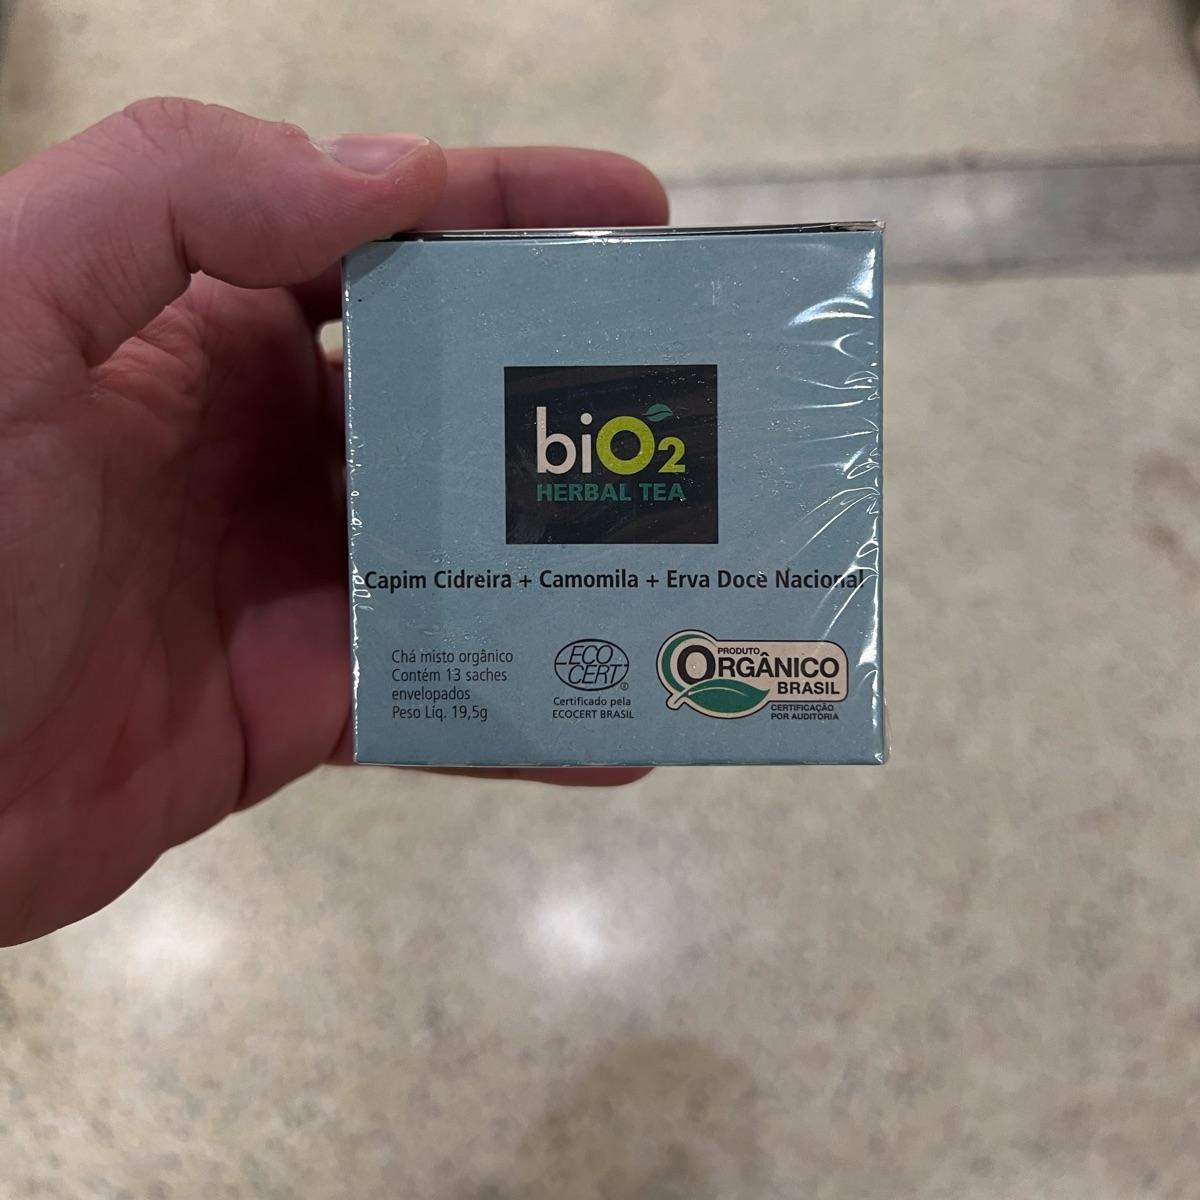 biO2
HERBAL TEA
Capim Cidreira + Camomila + Erva Doce Nacional
Chá misto orgânico
Contém 13 saches
envelopados
Peso Líq. 19,5g
ECO
CERT®
Certificado pela
ECOCERT BRASIL
PRODUTO
ORGÂNICO
BRASIL
CERTIFICAÇÃO
POR AUDITORIA